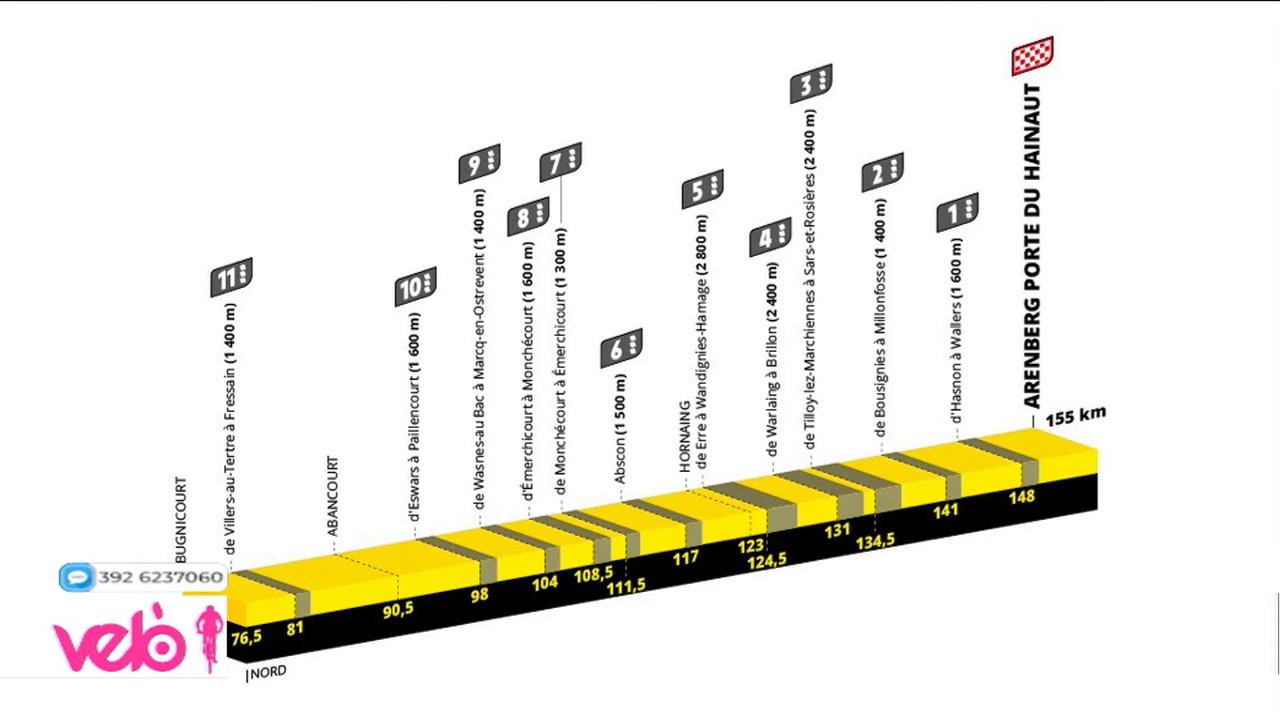 ARENBERG PORTE DU HAINAUT
155 km
3
de Tilloy-lez-Marchiennes à Sars-et-Rosières (2 400 m)
9
de Wasnes-au Bac à Marcq-en-Ostrevent (1 400 m)
7
de Monchécourt à Émerchicourt (1 300 m)
2
de Bousignies à Millonfosse (1 400 m)
5
de Erre à Wandignies-Hamage (2 800 m)
HORNAING
8
d'Émerchicourt à Monchécourt (1 600 m)
1
d'Hasnon à Wallers (1 600 m)
4
de Warlaing à Brillon (2 400 m)
11
de Villers-au-Tertre à Fressain (1 400 m)
10
d'Eswars à Paillencourt (1 600 m)
6
Abscon (1 500 m)
ABANCOURT
BUGNICOURT
76,5
81
90,5
98
104
108,5
111,5
117
123
124,5
131
134,5
141
148
392 6237060
velò
NORD